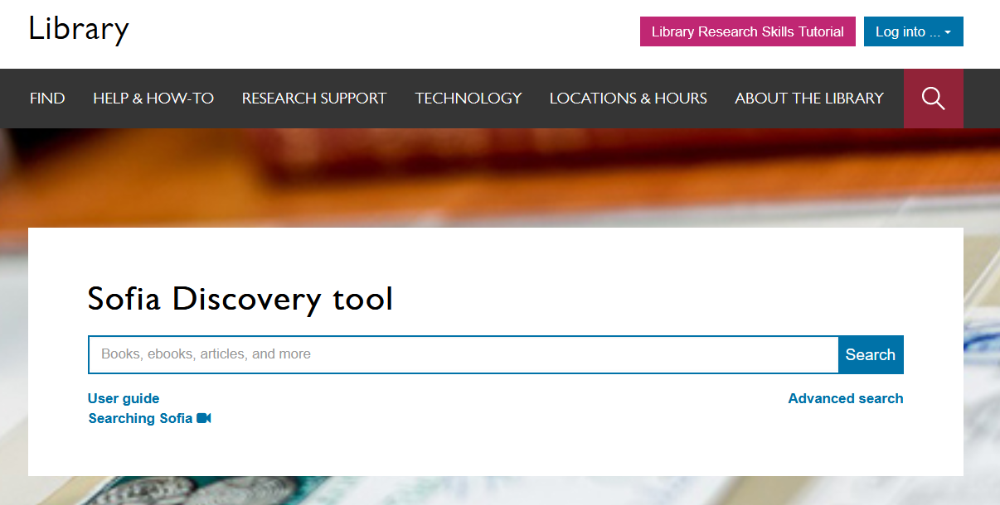 Library
Library Research Skills Tutorial
Log into ...
FIND HELP & HOW-TO RESEARCH SUPPORT TECHNOLOGY LOCATIONS & HOURS ABOUT THE LIBRARY
Sofia Discovery tool
Books, ebooks, articles, and more
Search
User guide
Advanced search
Searching Sofia